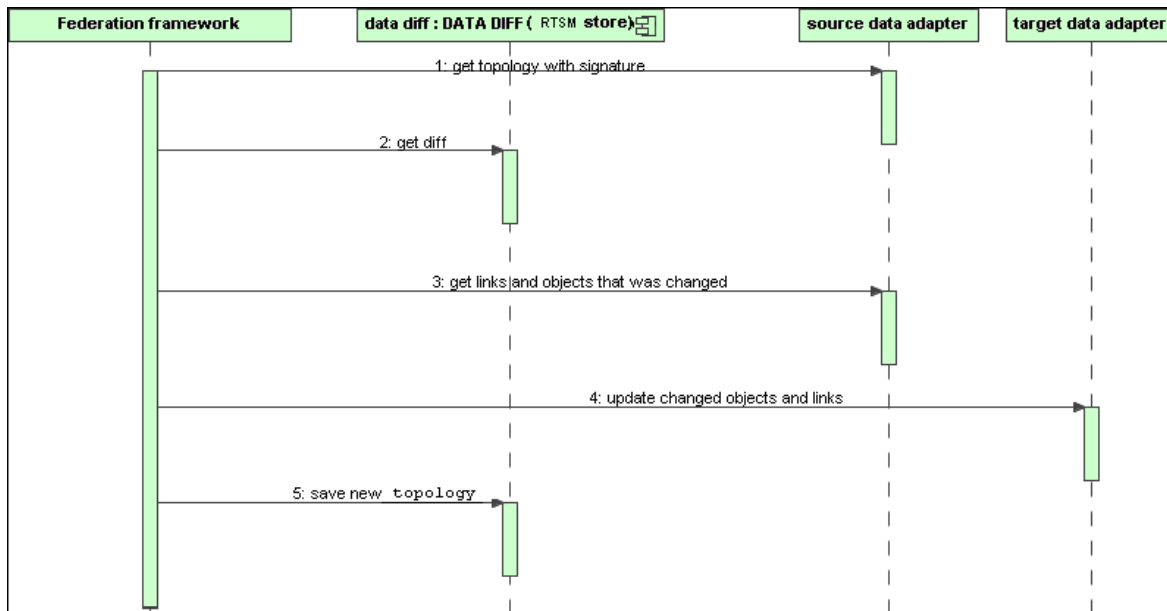 Federation framework
data diff : DATA DIFF( RTSM store)
source data adapter
target data adapter
1: get topology with signature
2: get diff
3: get links and objects that was changed
4: update changed objects and links
5: save new topology